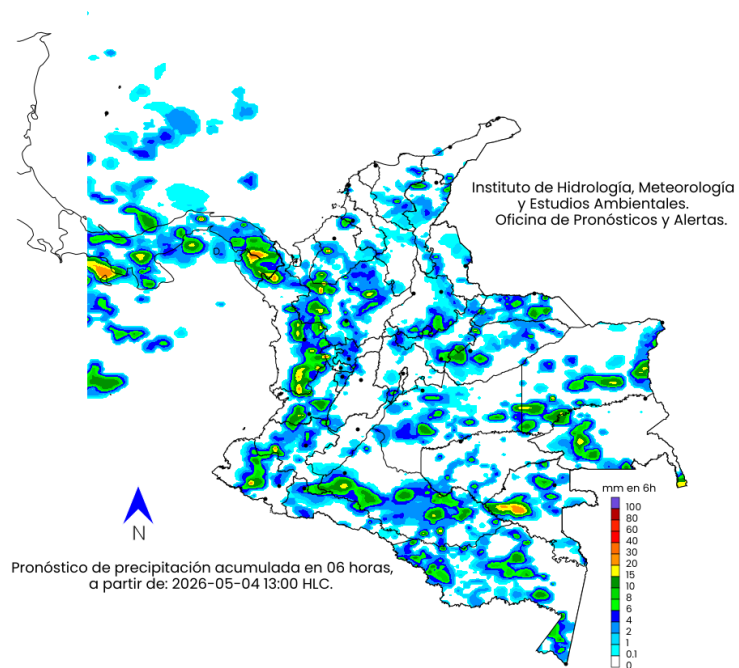 Instituto de Hidrología, Meteorología
y Estudios Ambientales.
Oficina de Pronósticos y Alertas.
mm en 6h
100
80
60
40
30
20
15
10
8
6
4
2
1
0.1
0
N
Pronóstico de precipitación acumulada en 06 horas,
a partir de: 2026-05-04 13:00 HLC.